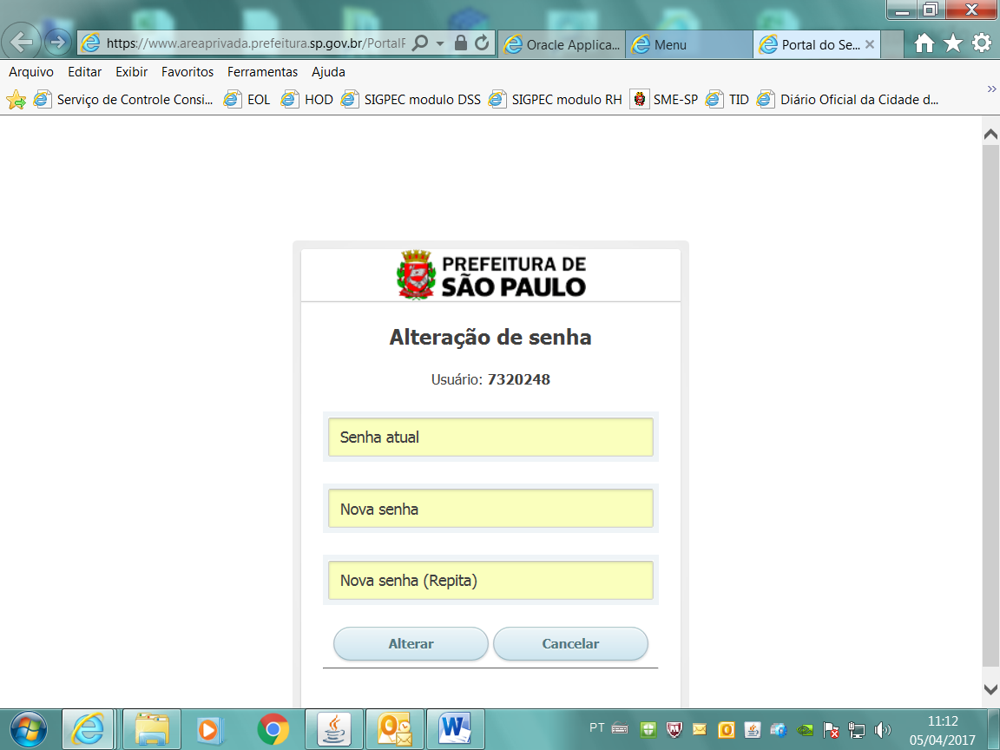 https://www.areaprivada.prefeitura.sp.gov.br/PortalF
Oracle Applica...
Menu
Portal do Se...
Arquivo Editar Exibir Favoritos Ferramentas Ajuda
Serviço de Controle Consi... EOL HOD SIGPEC modulo DSS SIGPEC modulo RH SME-SP TID Diário Oficial da Cidade d...
PREFEITURA DE
SÃO PAULO
Alteração de senha
Usuário: 7320248
Senha atual
Nova senha
Nova senha (Repita)
Alterar Cancelar
PT
11:12
05/04/2017